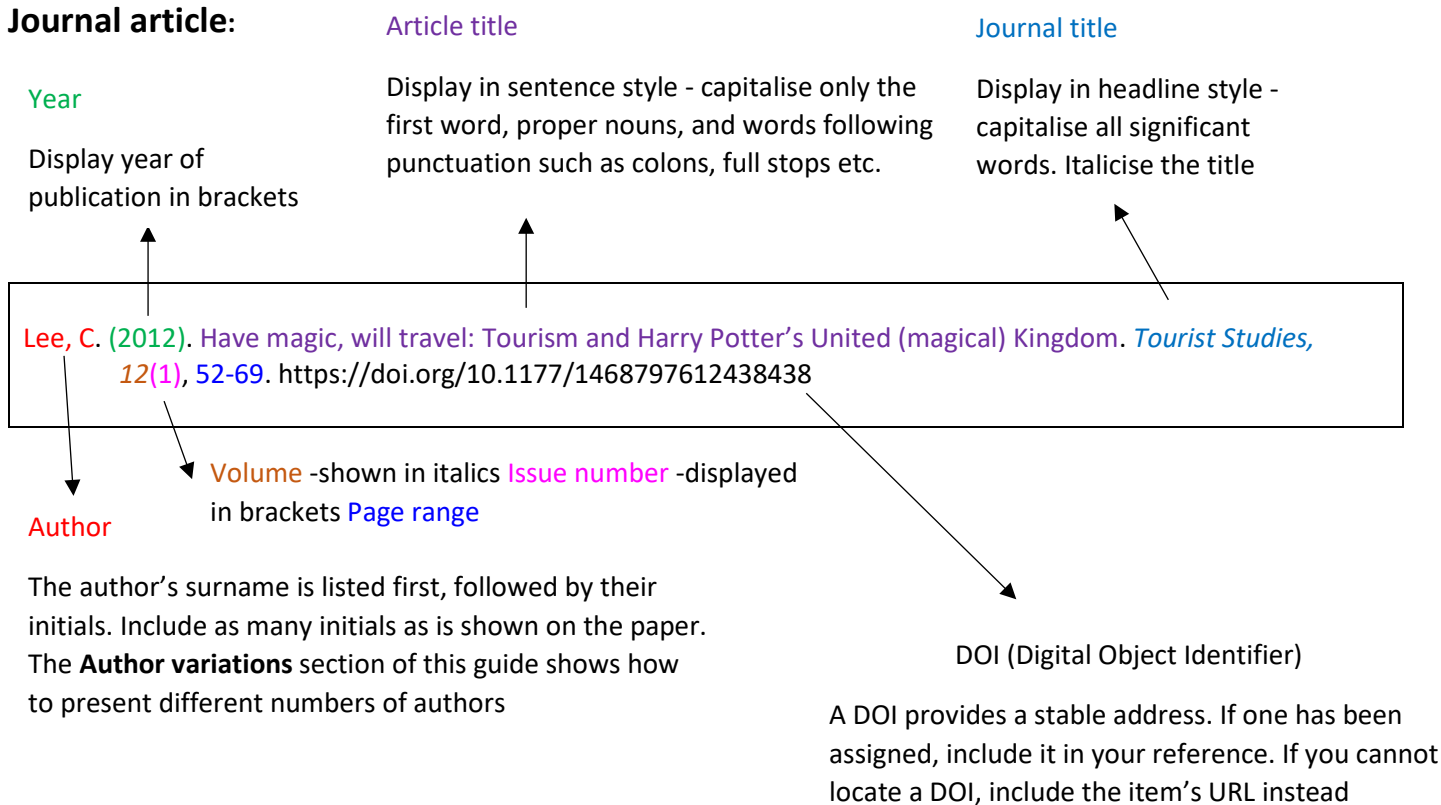 Journal article:
Article title
Journal title
Year
Display in sentence style - capitalise only the
first word, proper nouns, and words following
punctuation such as colons, full stops etc.
Display in headline style -
capitalise all significant
words. Italicise the title
Display year of
publication in brackets
Lee, C. (2012). Have magic, will travel: Tourism and Harry Potter’s United (magical) Kingdom. Tourist Studies,
12(1), 52-69. https://doi.org/10.1177/1468797612438438
Volume -shown in italics Issue number -displayed
in brackets Page range
Author
The author’s surname is listed first, followed by their
initials. Include as many initials as is shown on the paper.
The Author variations section of this guide shows how
to present different numbers of authors
DOI (Digital Object Identifier)
A DOI provides a stable address. If one has been
assigned, include it in your reference. If you cannot
locate a DOI, include the item’s URL instead